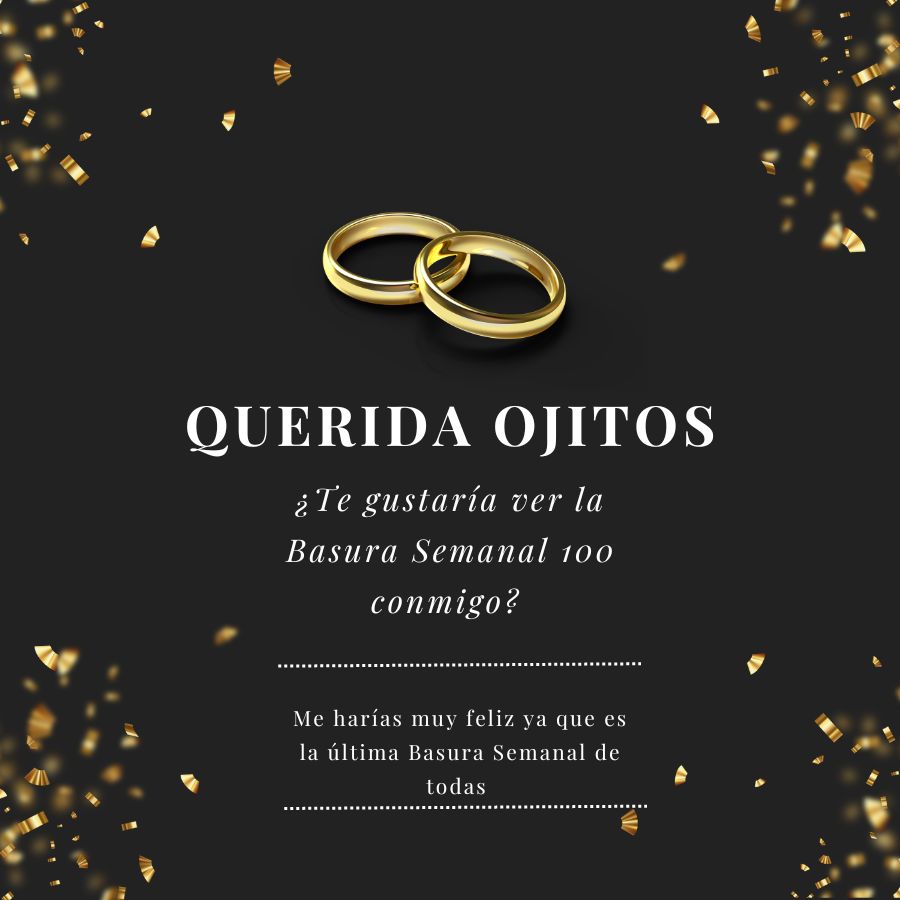 QUERIDA OJITOS
¿Te gustaría ver la
Basura Semanal 100
conmigo?
Me harías muy feliz ya que es
la última Basura Semanal de
todas